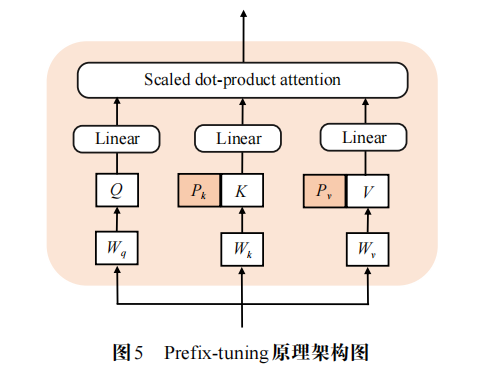 Scaled dot-product attention
Linear Linear Linear
Q Pk K Pv V
Wq Wk Wv
图5 Prefix-tuning原理架构图